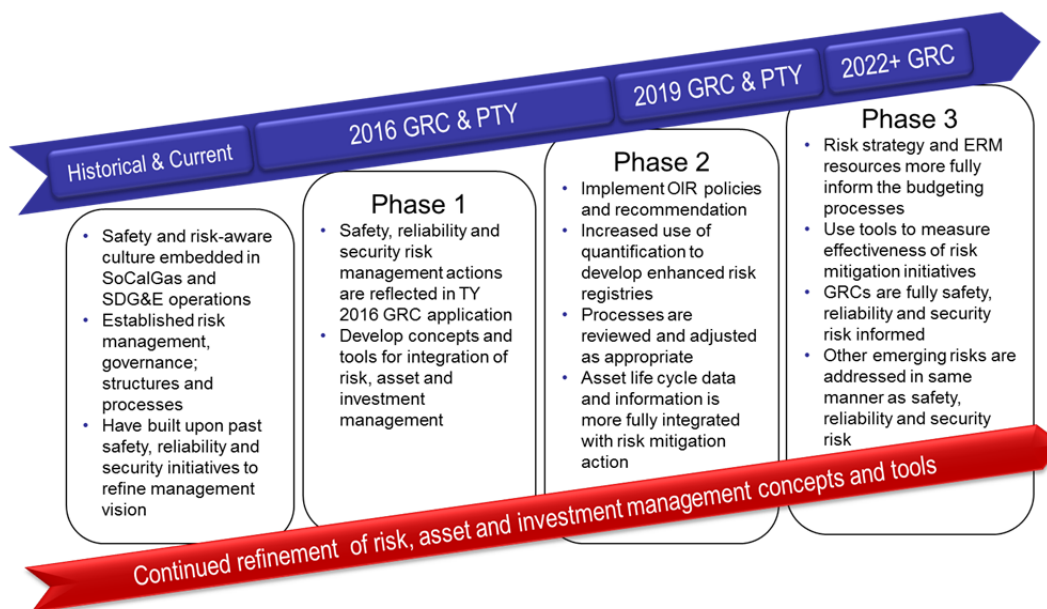 Historical & Current
2016 GRC & PTY
2019 GRC & PTY
2022+ GRC
• Safety and risk-aware
culture embedded in
SoCalGas and
SDG&E operations
• Established risk
management,
governance;
structures and
processes
• Have built upon past
safety, reliability and
security initiatives to
refine management
vision
Phase 1
• Safety, reliability and
security risk
management actions
are reflected in TY
2016 GRC application
• Develop concepts and
tools for integration of
risk, asset and
investment
management
Phase 2
• Implement OIR policies
and recommendation
• Increased use of
quantification to
develop enhanced risk
registries
• Processes are
reviewed and adjusted
as appropriate
• Asset life cycle data
and information is
more fully integrated
with risk mitigation
action
Phase 3
• Risk strategy and ERM
resources more fully
inform the budgeting
processes
• Use tools to measure
effectiveness of risk
mitigation initiatives
• GRCs are fully safety,
reliability and security
risk informed
• Other emerging risks are
addressed in same
manner as safety,
reliability and security
risk
Continued refinement of risk, asset and investment management concepts and tools